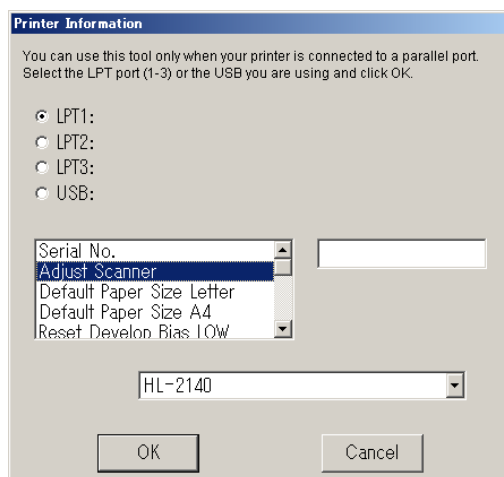 Printer Information
You can use this tool only when your printer is connected to a parallel port.
Select the LPT port (1-3) or the USB you are using and click OK.
LPT1:
LPT2:
LPT3:
USB:
Serial No.
Adjust Scanner
Default Paper Size Letter
Default Paper Size A4
Reset Develop Bias LOW
HL-2140
OK
Cancel